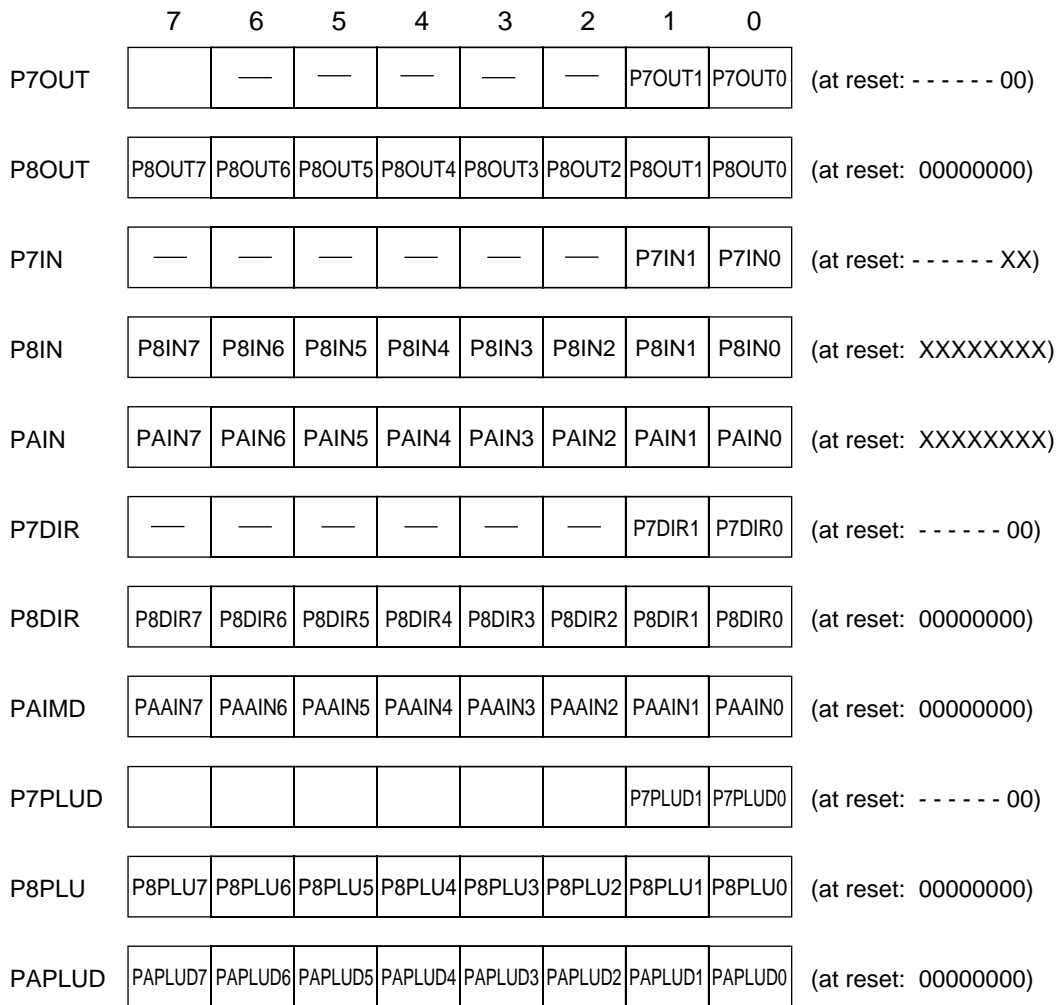 7 6 5 4 3 2 1 0
P7OUT — — — — — P7OUT1 P7OUT0 (at reset: - - - - - - 00)
P8OUT P8OUT7 P8OUT6 P8OUT5 P8OUT4 P8OUT3 P8OUT2 P8OUT1 P8OUT0 (at reset: 00000000)
P7IN — — — — — — P7IN1 P7IN0 (at reset: - - - - - - XX)
P8IN P8IN7 P8IN6 P8IN5 P8IN4 P8IN3 P8IN2 P8IN1 P8IN0 (at reset: XXXXXXXX)
PAIN PAIN7 PAIN6 PAIN5 PAIN4 PAIN3 PAIN2 PAIN1 PAIN0 (at reset: XXXXXXXX)
P7DIR — — — — — — P7DIR1 P7DIR0 (at reset: - - - - - - 00)
P8DIR P8DIR7 P8DIR6 P8DIR5 P8DIR4 P8DIR3 P8DIR2 P8DIR1 P8DIR0 (at reset: 00000000)
PAIMD PAAIN7 PAAIN6 PAAIN5 PAAIN4 PAAIN3 PAAIN2 PAAIN1 PAAIN0 (at reset: 00000000)
P7PLUD P7PLUD1 P7PLUD0 (at reset: - - - - - - 00)
P8PLU P8PLU7 P8PLU6 P8PLU5 P8PLU4 P8PLU3 P8PLU2 P8PLU1 P8PLU0 (at reset: 00000000)
PAPLUD PAPLUD7 PAPLUD6 PAPLUD5 PAPLUD4 PAPLUD3 PAPLUD2 PAPLUD1 PAPLUD0 (at reset: 00000000)